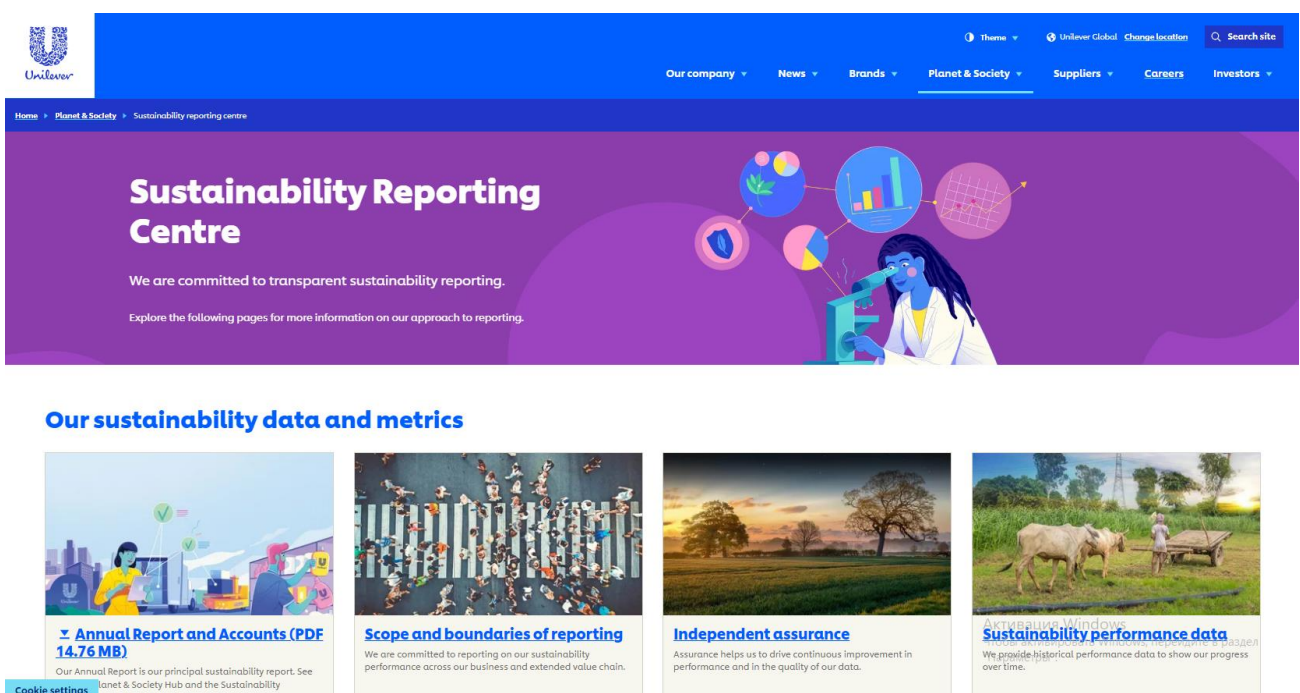 Unilever
Theme
Unilever Global Change location
Search site
Our company
News
Brands
Planet & Society
Suppliers
Careers
Investors
Home
Planet & Society
Sustainability reporting centre
Sustainability Reporting
Centre
We are committed to transparent sustainability reporting.
Explore the following pages for more information on our approach to reporting.
Our sustainability data and metrics
Annual Report and Accounts (PDF
14.76 MB)
Our Annual Report is our principal sustainability report. See
lanet & Society Hub and the Sustainability
Scope and boundaries of reporting
We are committed to reporting on our sustainability
performance across our business and extended value chain.
Independent assurance
Assurance helps us to drive continuous improvement in
performance and in the quality of our data.
Активация Windows
Sustainability performance data
Чтобы активировать Windows, перейдите в раздел
We provide historical performance data to show our progress
over time.
Cookie settings